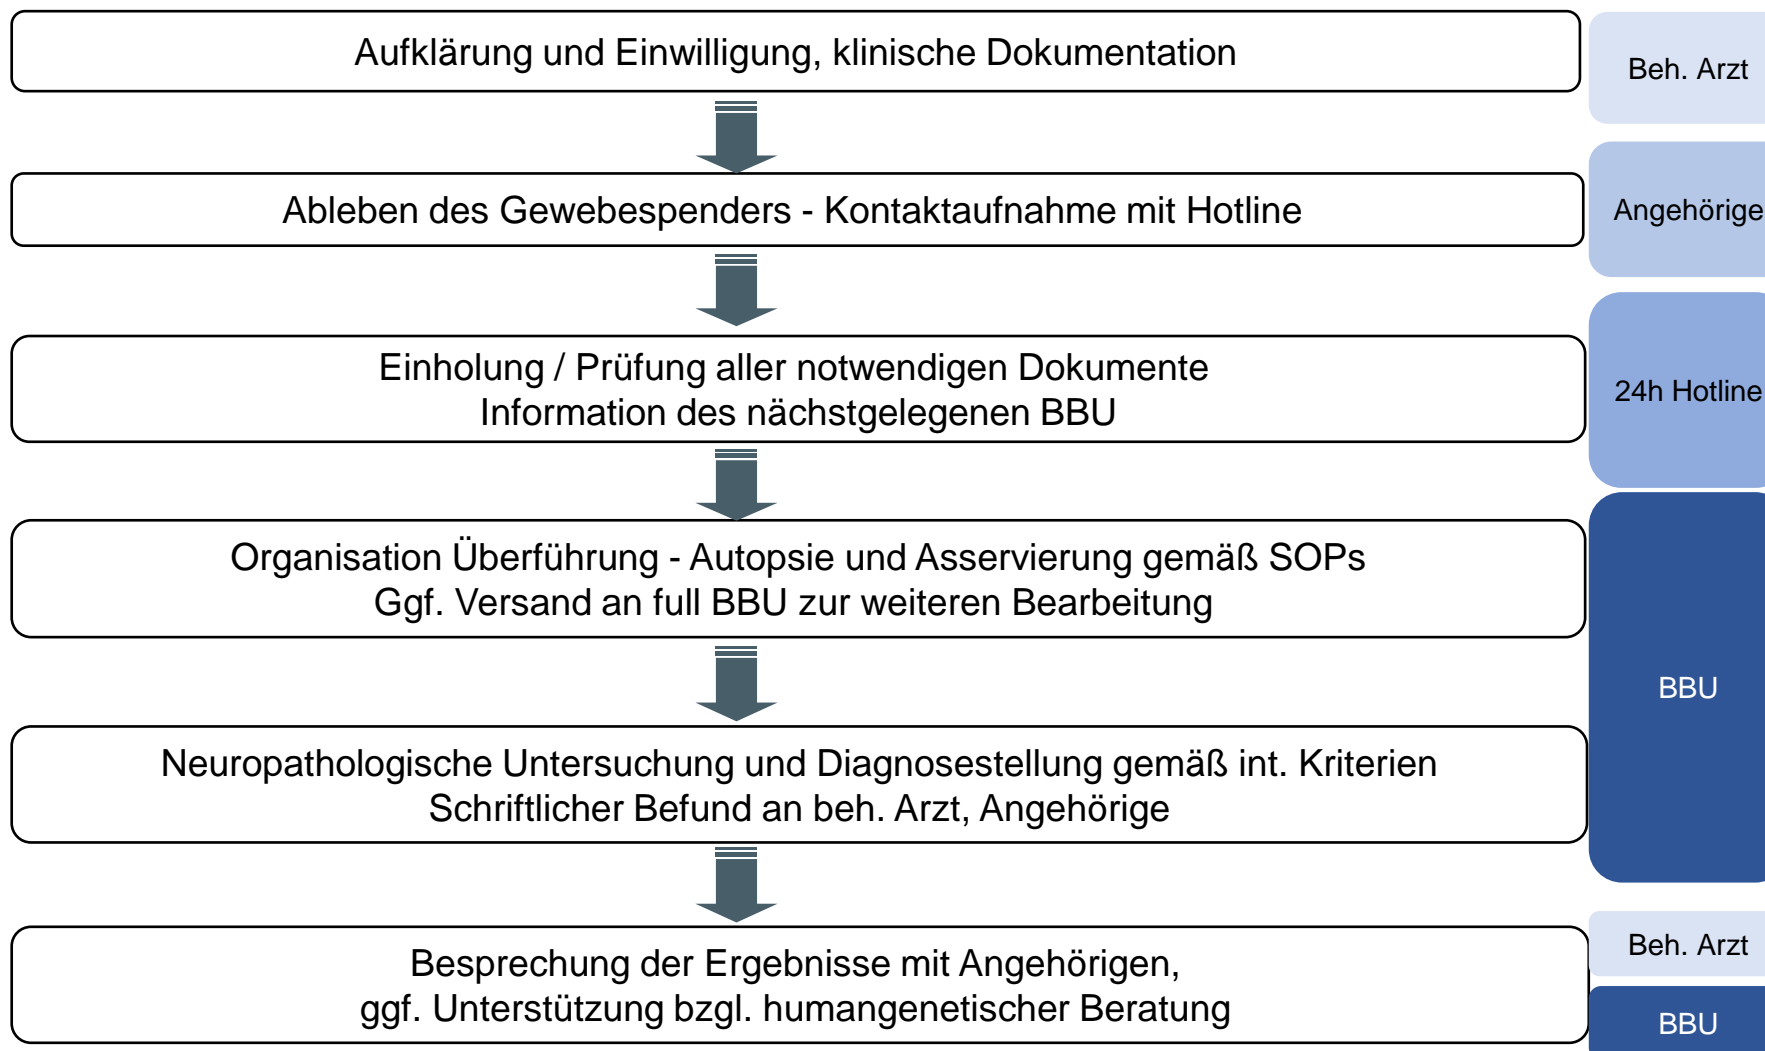 Aufklärung und Einwilligung, klinische Dokumentation
Beh. Arzt
Ableben des Gewebespenders - Kontaktaufnahme mit Hotline
Angehörige
Einholung / Prüfung aller notwendigen Dokumente
Information des nächstgelegenen BBU
24h Hotline
Organisation Überführung - Autopsie und Asservierung gemäß SOPs
Ggf. Versand an full BBU zur weiteren Bearbeitung
BBU
Neuropathologische Untersuchung und Diagnosestellung gemäß int. Kriterien
Schriftlicher Befund an beh. Arzt, Angehörige
Besprechung der Ergebnisse mit Angehörigen,
ggf. Unterstützung bzgl. humangenetischer Beratung
Beh. Arzt
BBU